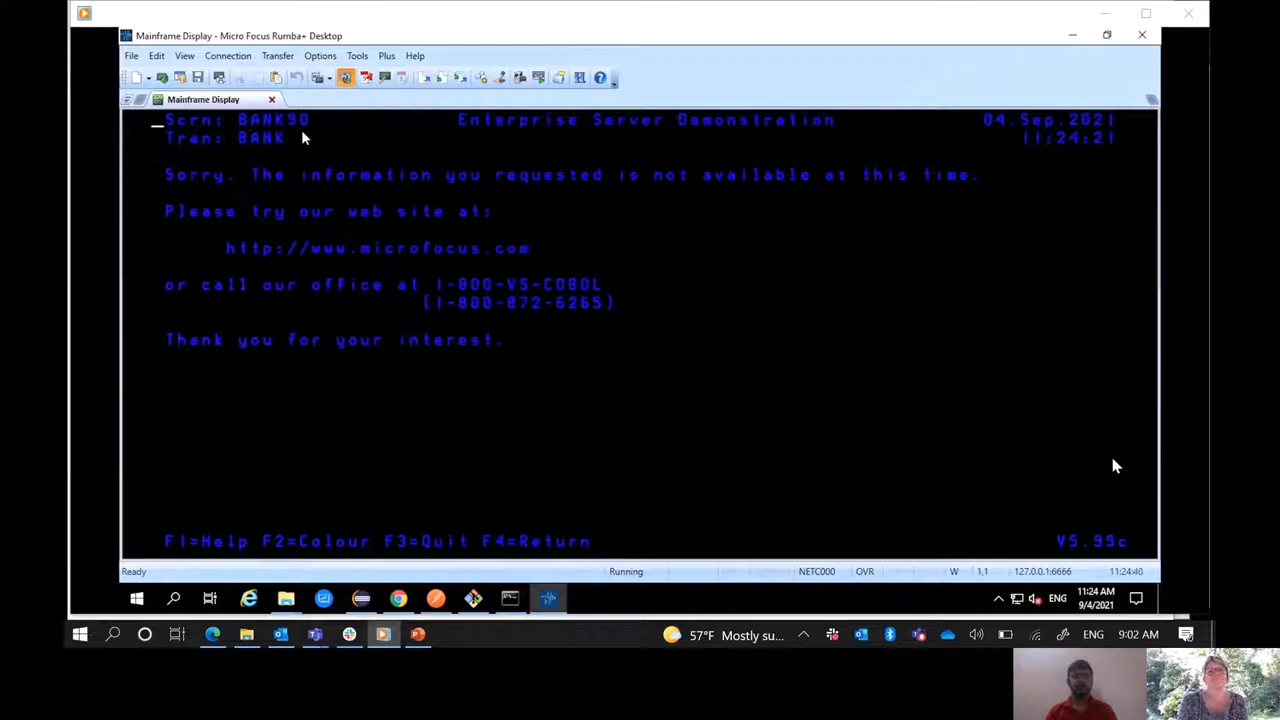 Mainframe Display - Micro Focus Rumba+ Desktop
File Edit View Connection Transfer Options Tools Plus Help
Mainframe Display
Scrn: BANK90 Enterprise Server Demonstration 04.Sep.2021
Tran: BANK 11:24:21
Sorry. The information you requested is not available at this time.
Please try our web site at:
http://www.microfocus.com
or call our office at 1-800-VS-COBOL
(1-800-872-6265)
Thank you for your interest.
F1=Help F2=Colour F3=Quit F4=Return V5.99c
Ready Running NETC000 OVR W 1,1 127.0.0.1:6666 11:24:40
ENG 11:24 AM
9/4/2021
57°F Mostly su... ENG 9:02 AM